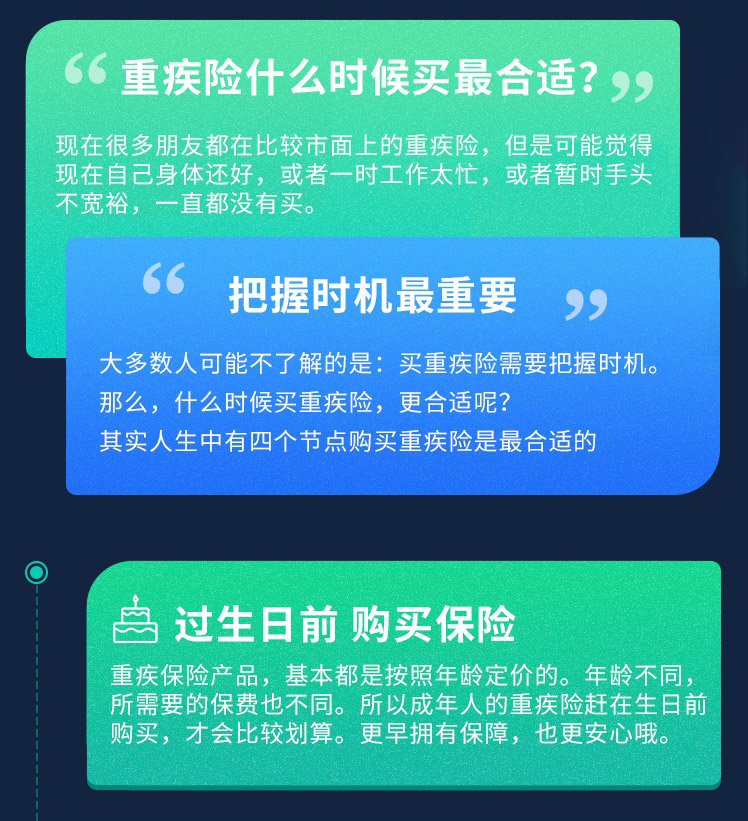 “重疾险什么时候买最合适？”
现在很多朋友都在比较市面上的重疾险，但是可能觉得
现在自己身体还好，或者一时工作太忙，或者暂时手头
不宽裕，一直都没有买。
“把握时机最重要”
大多数人可能不了解的是：买重疾险需要把握时机。
那么，什么时候买重疾险，更合适呢？
其实人生中有四个节点购买重疾险是最合适的
过生日前 购买保险
重疾保险产品，基本都是按照年龄定价的。年龄不同，
所需要的保费也不同。所以成年人的重疾险赶在生日前
购买，才会比较划算。更早拥有保障，也更安心哦。